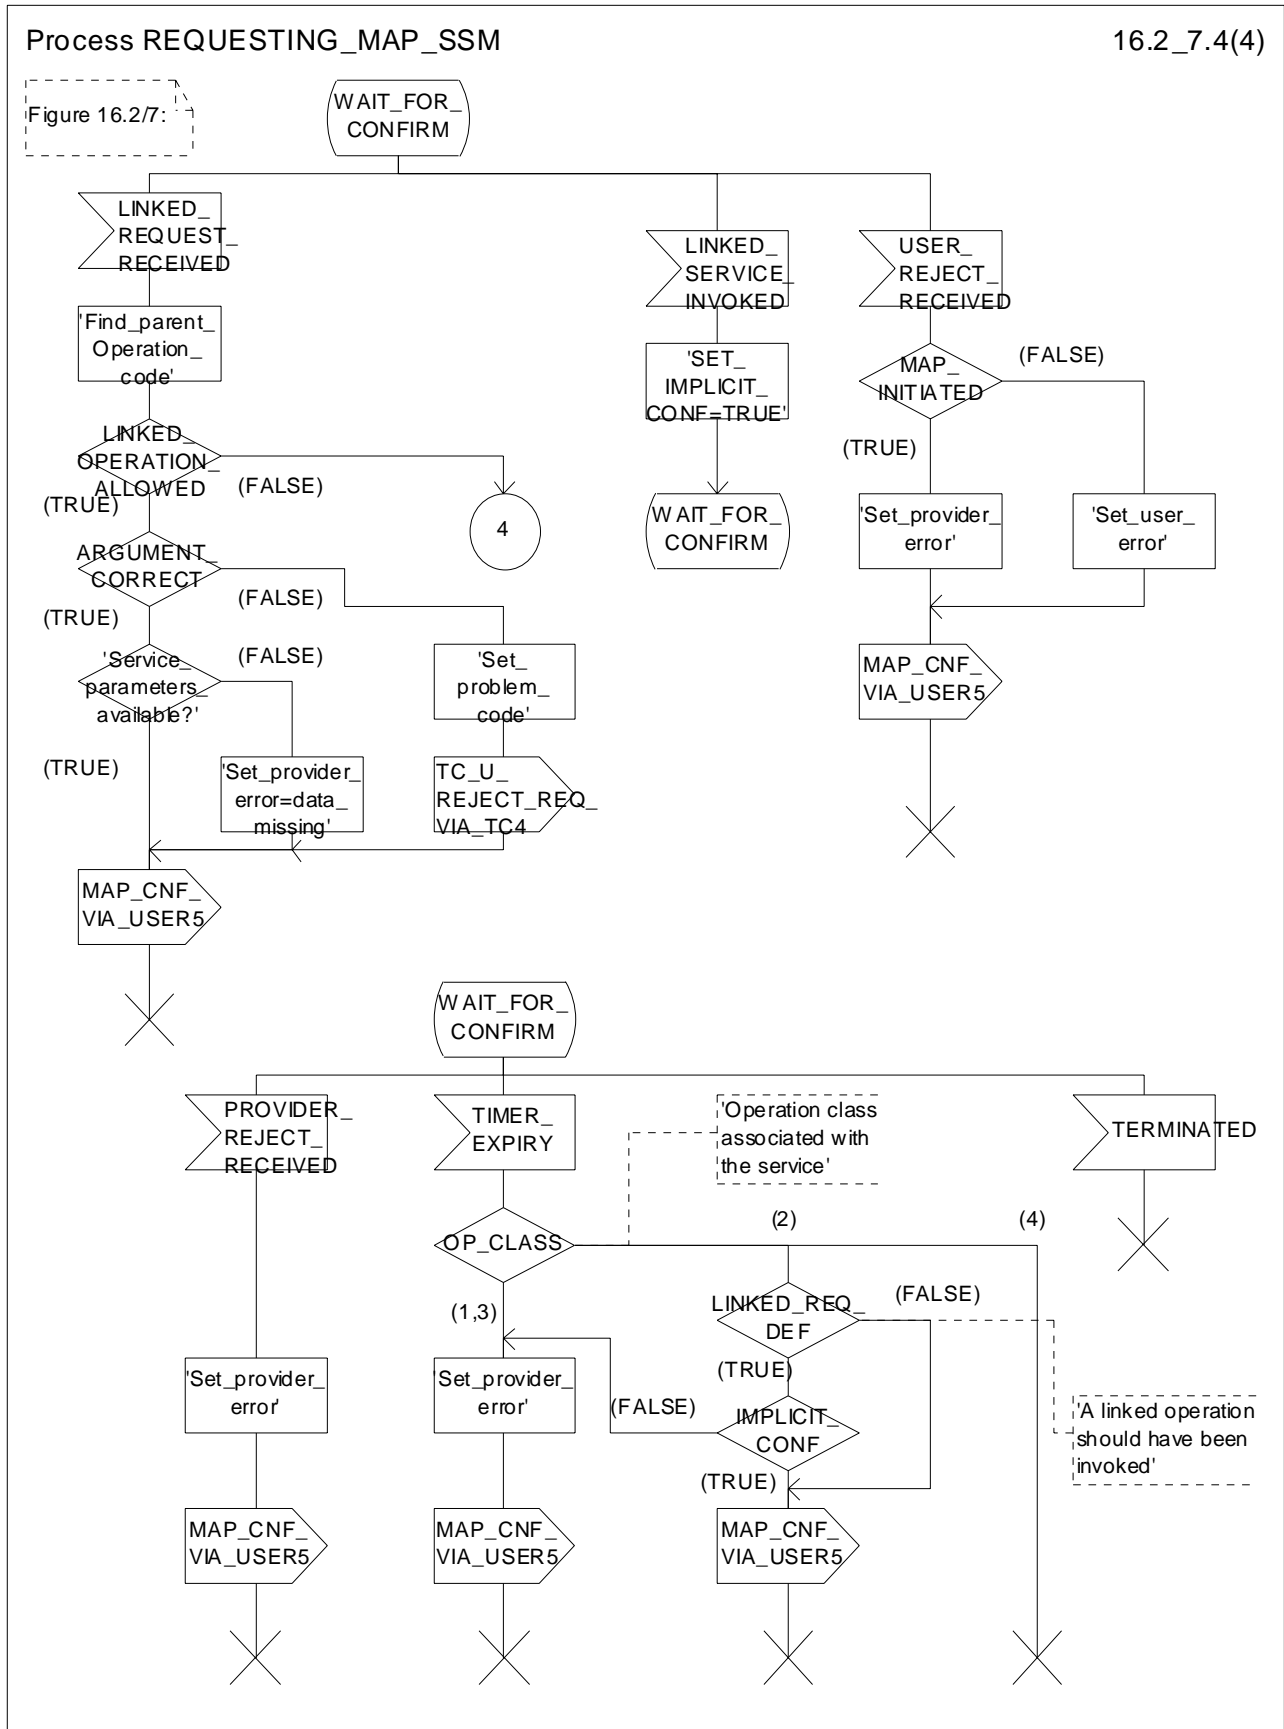 Process REQUESTING_MAP_SSM
16.2_7.4(4)
Figure 16.2/7:
WAIT_FOR_
CONFIRM
LINKED_
REQUEST_
RECEIVED
LINKED_
SERVICE_
INVOKED
USER_
REJECT_
RECEIVED
'Find_parent_
Operation_
code'
'SET_
IMPLICIT_
CONF=TRUE'
MAP_
INITIATED
(FALSE)
(TRUE)
LINKED_
OPERATION_
ALLOWED
(FALSE)
(TRUE)
4
WAIT_FOR_
CONFIRM
'Set_provider_
error'
'Set_user_
error'
ARGUMENT_
CORRECT
(FALSE)
(TRUE)
'Service_
parameters_
available?'
(FALSE)
(TRUE)
'Set_
problem_
code'
MAP_CNF_
VIA_USER5
'Set_provider_
error=data_
missing'
TC_U_
REJECT_REQ_
VIA_TC4
MAP_CNF_
VIA_USER5
WAIT_FOR_
CONFIRM
PROVIDER_
REJECT_
RECEIVED
TIMER_
EXPIRY
'Operation class
associated with
the service'
TERMINATED
OP_CLASS
(2)
(4)
(1,3)
LINKED_REQ_
DEF
(FALSE)
(TRUE)
'Set_provider_
error'
'Set_provider_
error'
(FALSE)
IMPLICIT_
CONF
(TRUE)
'A linked operation
should have been
invoked'
MAP_CNF_
VIA_USER5
MAP_CNF_
VIA_USER5
MAP_CNF_
VIA_USER5